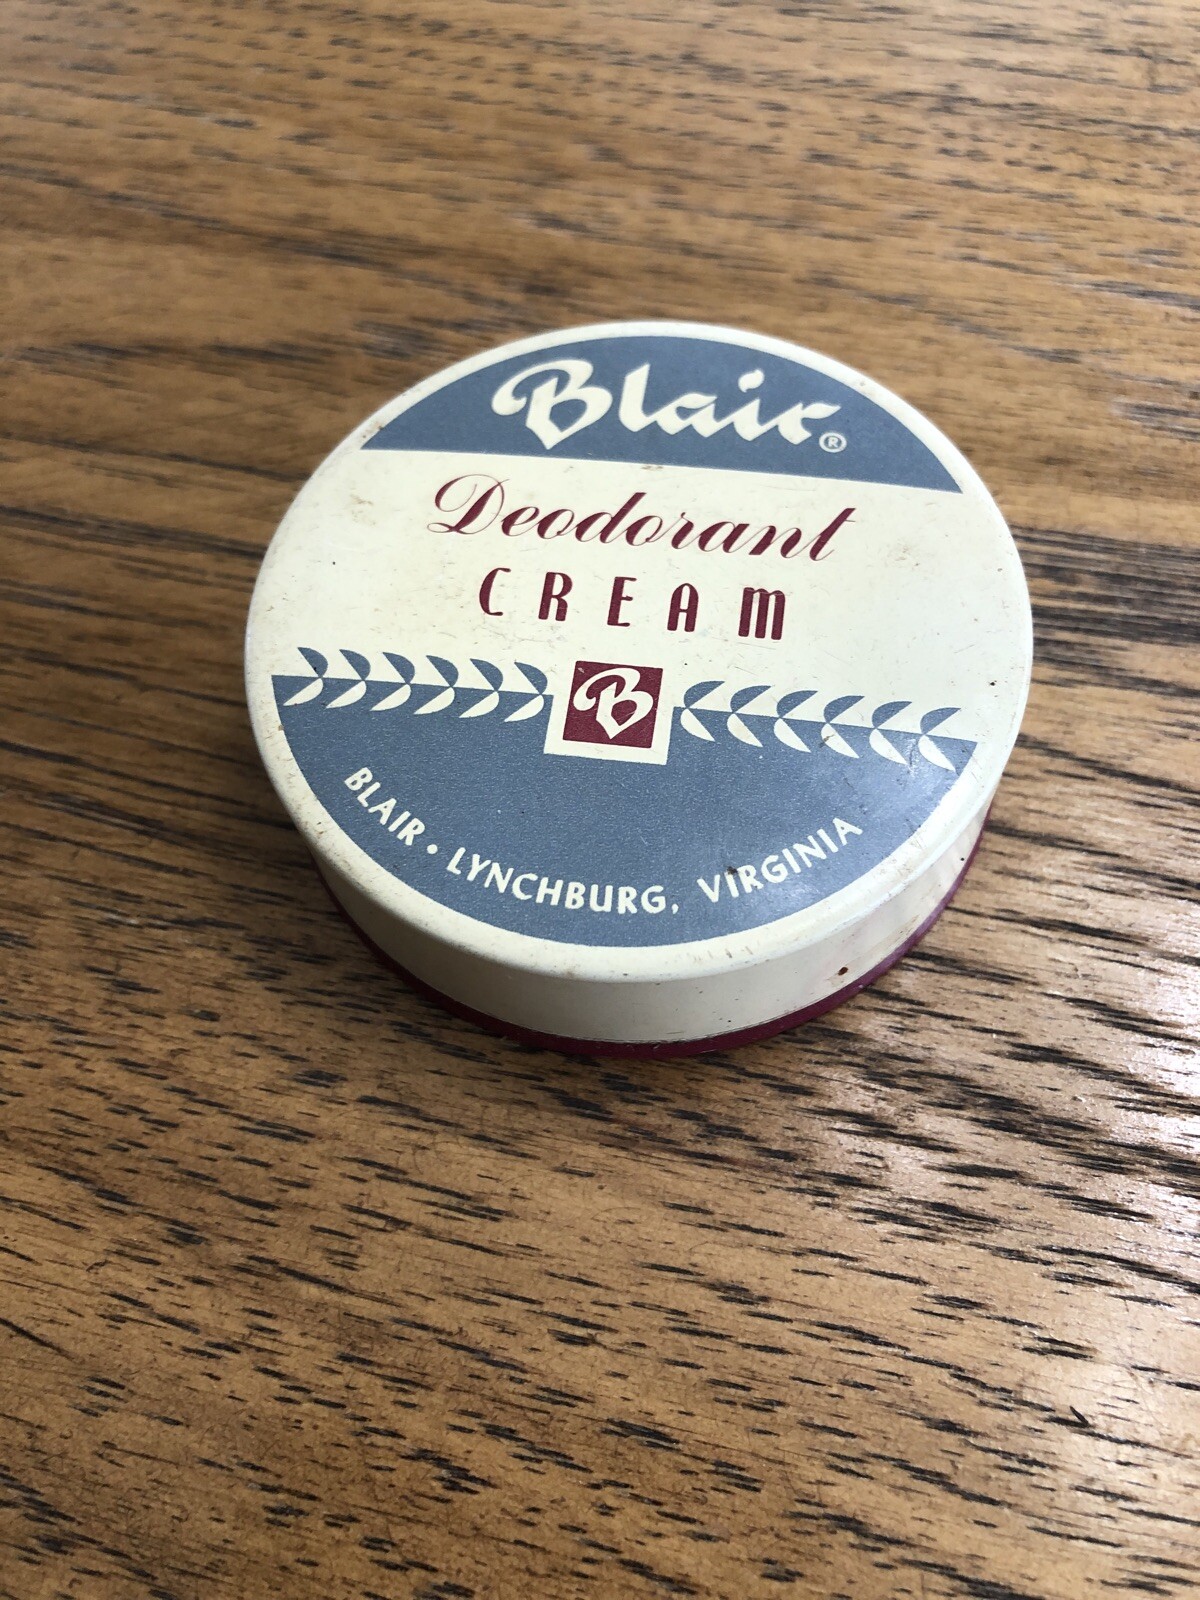 Blair®
Deodorant
CREAM
B
BLAIR • LYNCHBURG, VIRGINIA